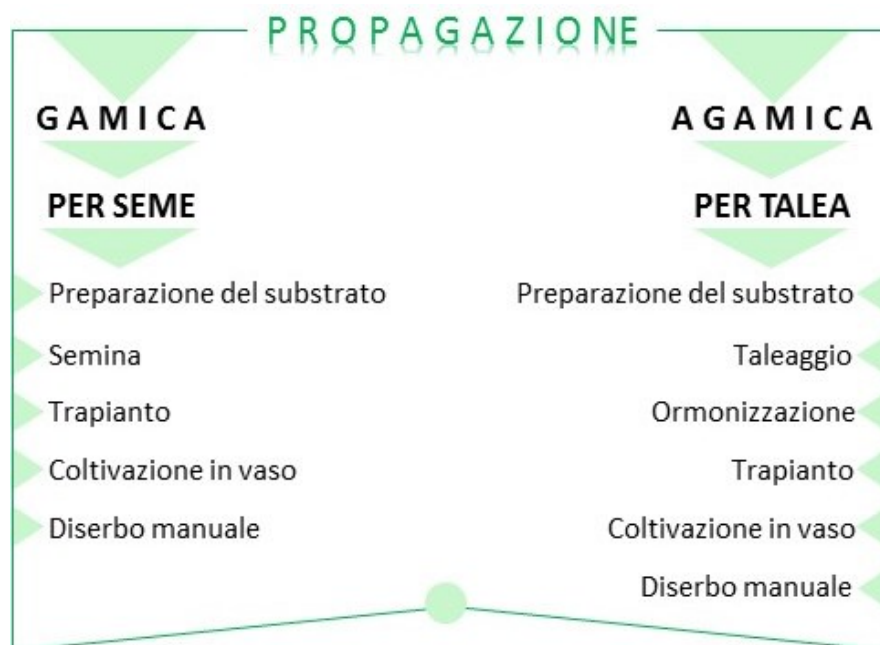 PROPAGAZIONE
GAMICA
PER SEME
Preparazione del substrato
Semina
Trapianto
Coltivazione in vaso
Diserbo manuale
AGAMICA
PER TALEA
Preparazione del substrato
Taleaggio
Ormonizzazione
Trapianto
Coltivazione in vaso
Diserbo manuale